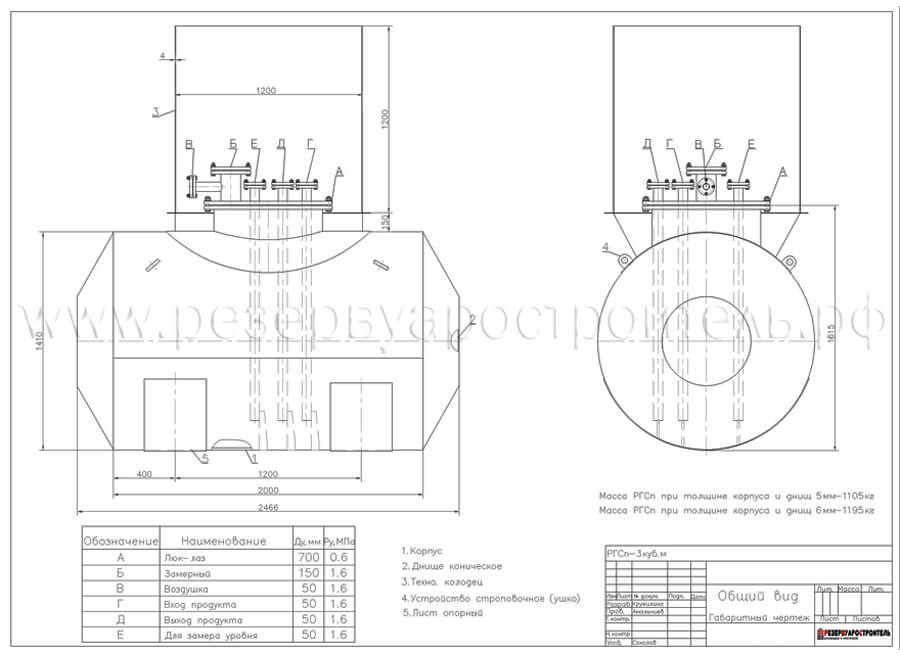 4
1200
1200
3
В
Б
Е
Д
Г
А
150
Д
Г
В
Б
Е
А
4
www.резервуаростроитель.рф
2
1410
1615
5
1
400
1200
2000
2466
Масса РГСп при толщине корпуса и днищ 5мм-1105кг
Масса РГСп при толщине корпуса и днищ 6мм-1195кг
Обозначение Наименование Ду,мм Ру,МПа
А Люк-лаз 700 0.6
Б Замерный 150 1.6
В Воздушка 50 1.6
Г Вход продукта 50 1.6
Д Выход продукта 50 1.6
Е Для замера уровня 50 1.6
1.Корпус
2.Днище коническое
3.Техно. колодец
4.Устройство строповочное (ушко)
5.Лист опорный
РГСп-3куб.м
Изм Лист № докум. Подп. Дата
Разраб. Кружилина
Пров. Амальчиев
Т.контр.
Н.контр.
Утв. Соколов
Общий вид
Габаритный чертеж
Лит. Масса Лит.
Лист Листов
РЕЗЕРВУАРОСТРОИТЕЛЬ